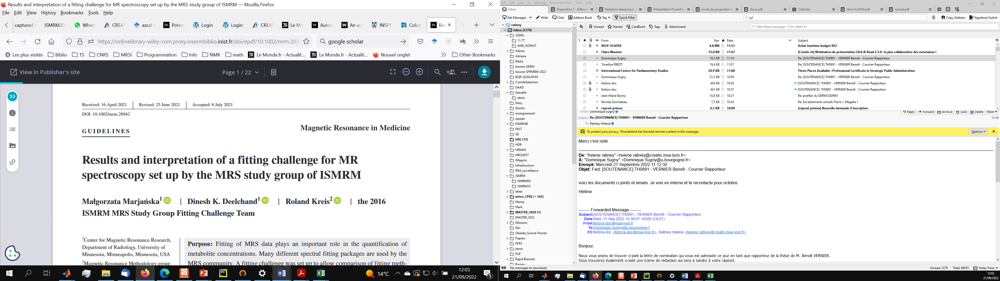 Results and interpretation of a fitting challenge for MR spectroscopy set up by the MRS study group of ISMRM — Mozilla Firefox
File Edit View History Bookmarks Tools Help
captured a ISMRM20 Whats CREAT assaf Poten Login Login CREAT Le Mo Auton An au INSPE Colum Res
https://onlinelibrary-wiley-com.proxy.insermbiblio.inist.fr/doi/epdf/10.1002/mrm.289 google scholar
Les plus visités Biblio TS CNRS MRSI Programmation Info NMR math Le Monde.fr - Actualit... Le Monde.fr - Actualit... Nouvel onglet Other Bookmarks
View in Publisher's site Page 1 / 22
Received: 16 April 2021 Revised: 25 June 2021 Accepted: 6 July 2021
DOI: 10.1002/mrm.28942
GUIDELINES Magnetic Resonance in Medicine
Results and interpretation of a fitting challenge for MR
spectroscopy set up by the MRS study group of ISMRM
Małgorzata Marjańska1 | Dinesh K. Deelchand1 | Roland Kreis2 | the 2016
ISMRM MRS Study Group Fitting Challenge Team
1Center for Magnetic Resonance Research,
Department of Radiology, University of
Minnesota, Minneapolis, Minnesota, USA
2Magnetic Resonance Methodology group
Purpose: Fitting of MRS data plays an important role in the quantification of
metabolite concentrations. Many different spectral fitting packages are used by the
MRS community. A fitting challenge was set up to allow comparison of fitting meth-
14°C 12:03
21/09/2022
File Edit View Go Message Events and Tasks Tools Help
Inbox Diapositive 1 - Diffusion Radiation damping in Présentation PowerPo Livret_de_propositions devis.pdf Calendar devis fcr5054.pdf nsmail.pdf
Get Messages Write Chat Address Book Tag Quick Filter syl Copy Address Signature Switch
Unread Starred CardBook Tags Attachment Filter these messages <Ctrl+Shift+K>
ratiney
Inbox (2379)
3GDRs
11.7T
ANR_ISOFAST
Admin
Adriana
Biblio
bourse-GERM
bourse-SFRMBM-2022
BQR-QUALIPHIS
ComiteSelection
DAAD
Danielle
denis
Dany
Dimitri
enseignement
equipe
ESMRMB
FAST
GE
HAL (13)
HDR
HRMAS
HRQUEST
IMagnin
Infrastructure
IRM_surveillance
ISMRM
ISMRM09
ISMRM10
labex
lettre_CPER (• 163)
Manip
Mark
MASTER_2020 (1)
MASTER_2022
Missions
Niri
Obesite_Surnut-Florian
Papiers
PEPS
perso
PUF
Rapid Biomed
Review
From Size Date Subject
BEUF OLIVIER 4,8 MB 11:51 Achat fantôme budget RE2
Claire Mouton 35,0 KB 11:47 [Creatis-rh] Webinaires de présentation Click & Read 2.5.0 : la plus collaborative des extensions !
Dominique Sugny 19,3 KB 11:14 Re: [SOUTENANCE] TH0891 - VERNIER Benoît - Courrier Rapporteur
'Emeline RIBOT' 19,4 KB 11:01 Re: [SOUTENANCE] TH0891 - VERNIER Benoît - Courrier Rapporteur
International Centre for Parliamentary Studies 20,9 KB 11:00 Three Places Available : Professional Certificate in Strategic Public Administration
Dominique Sugny 21,5 KB 10:59 Re: [SOUTENANCE] TH0891 - VERNIER Benoît - Courrier Rapporteur
fedora-doc 443 KB 10:39 [SOUTENANCE] TH0891 - VERNIER Benoît - Courrier Rapporteur
fedora-doc 441 KB 10:37 [SOUTENANCE] TH0891 - VERNIER Benoît - Courrier Rapporteur
Jean-Marie Bonny 10,8 KB 10:27 Re: profiter du GERM/GIDRM
Nicolas Duchateau 7,5 KB 10:24 Re: Encadrements actuels Pierre + Magalie ?
reprod-primes 6,5 KB 10:09 [reprod-primes] Nouvelle demande d'inscription
From Dominique Sugny Reply Forward Archive Junk Delete More
Subject Re: [SOUTENANCE] TH0891 - VERNIER Benoit - Courrier Rapporteur 11:14
To Ratiney Helene
To protect your privacy, Thunderbird has blocked remote content in this message. Options
Merci c'est noté.
De: "helene ratiney" <helene.ratiney@creatis.insa-lyon.fr>
À: "Dominique Sugny" <Dominique.Sugny@u-bourgogne.fr>
Envoyé: Mercredi 21 Septembre 2022 11:12:30
Objet: Fwd: [SOUTENANCE] TH0891 - VERNIER Benoît - Courrier Rapporteur
voici les documents ci joints et emails. Je vois en interne et te recontacte pour octobre.
Hélène
-------- Forwarded Message --------
Subject:[SOUTENANCE] TH0891 - VERNIER Benoît - Courrier Rapporteur
Date:Wed, 21 Sep 2022 10:39:07 +0200 (CEST)
From:fedora-doc@insa-lyon.fr
To:Dominique.Sugny@u-bourgogne.f
CC:fedora-doc <fedora-doc@insa-lyon.fr>, Ratiney Helene <helene.ratiney@creatis.insa-lyon.fr>
Bonjour,
Nous vous prions de trouver ci-joint la lettre de nomination qui vous est adressée ce jour en tant que rapporteur de la thèse de M. Benoît VERNIER.
Vous trouverez également ci-joint une trame de rédaction qui sera à joindre à votre rapport.
No messages to download Unread: 2379 Total: 68635 Today Pane
12:03
21/09/2022